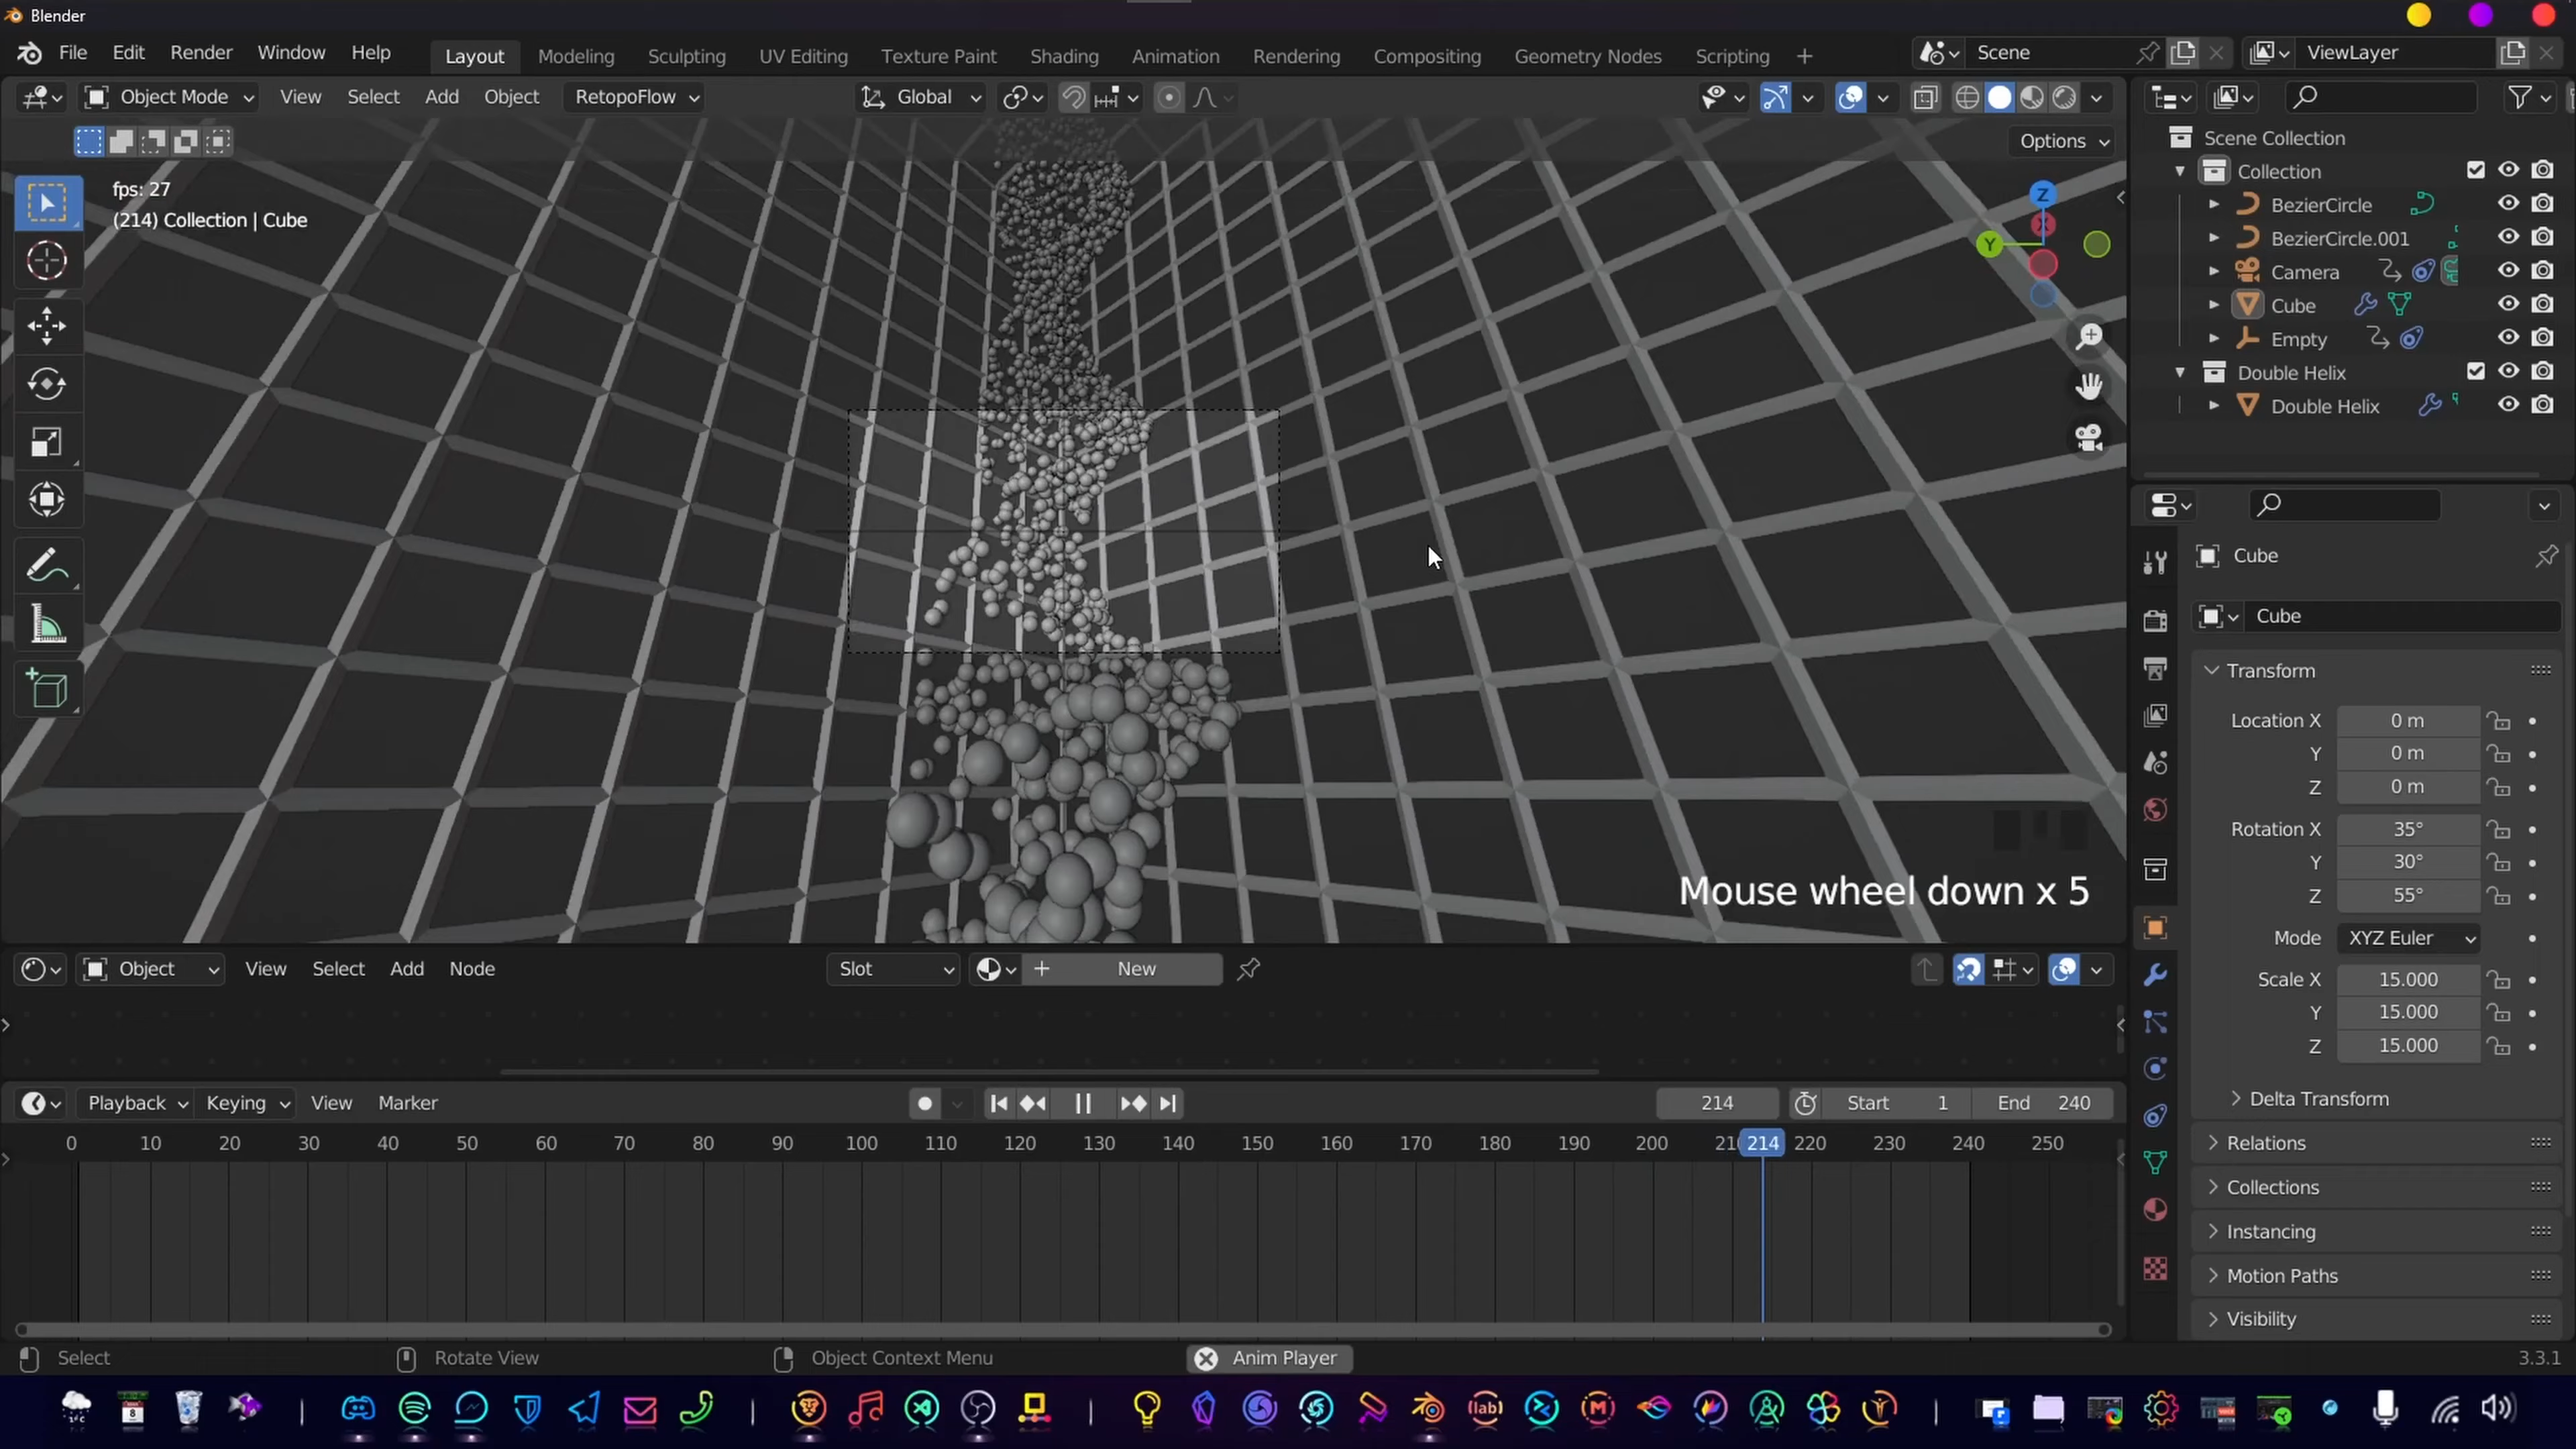 Blender
File Edit Render Window Help Layout Modeling Sculpting UV Editing Texture Paint Shading Animation Rendering Compositing Geometry Nodes Scripting + Scene ViewLayer
Object Mode View Select Add Object RetopoFlow Global
Options
fps: 27
(214) Collection | Cube
Z
Y
X
Mouse wheel down x 5
Scene Collection
Collection
BezierCircle
BezierCircle.001
Camera
Cube
Empty
Double Helix
Double Helix
Cube
Cube
Transform
Location X 0 m
Y 0 m
Z 0 m
Rotation X 35°
Y 30°
Z 55°
Mode XYZ Euler
Scale X 15.000
Y 15.000
Z 15.000
Delta Transform
Relations
Collections
Instancing
Motion Paths
Visibility
Object View Select Add Node Slot + New
Playback Keying View Marker 214 Start 1 End 240
0 10 20 30 40 50 60 70 80 90 100 110 120 130 140 150 160 170 180 190 200 21 214 220 230 240 250
Select Rotate View Object Context Menu Anim Player 3.3.1
8 (lab) M